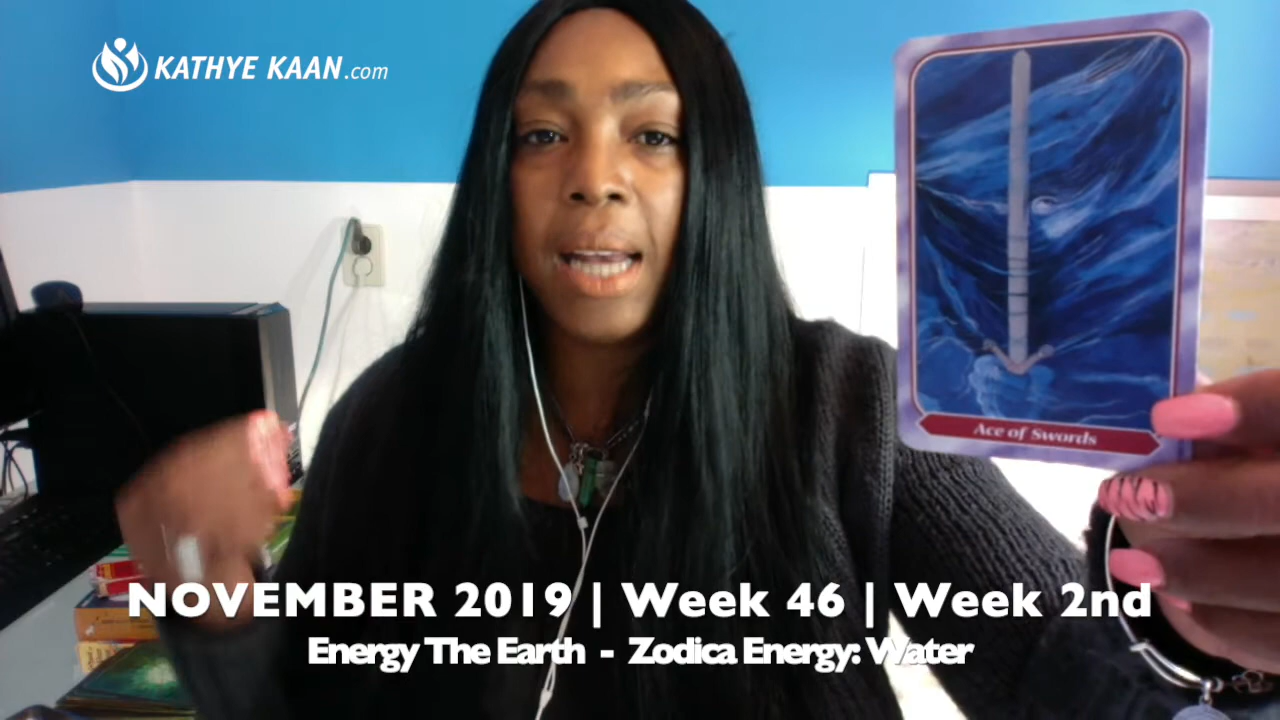 KATHYE KAAN.com
Ace of Swords
NOVEMBER 2019 | Week 46 | Week 2nd
Energy The Earth - Zodica Energy: Water